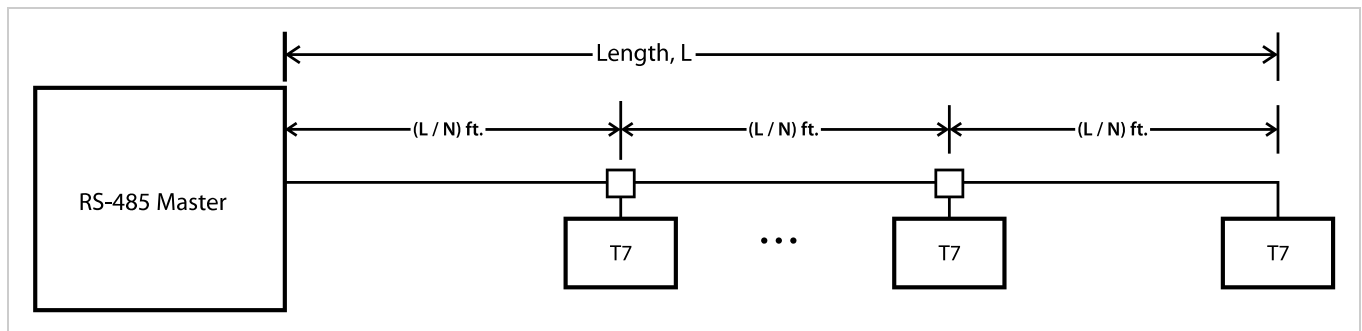 Length, L
(L / N) ft.
(L / N) ft.
(L / N) ft.
RS-485 Master
T7
...
T7
T7